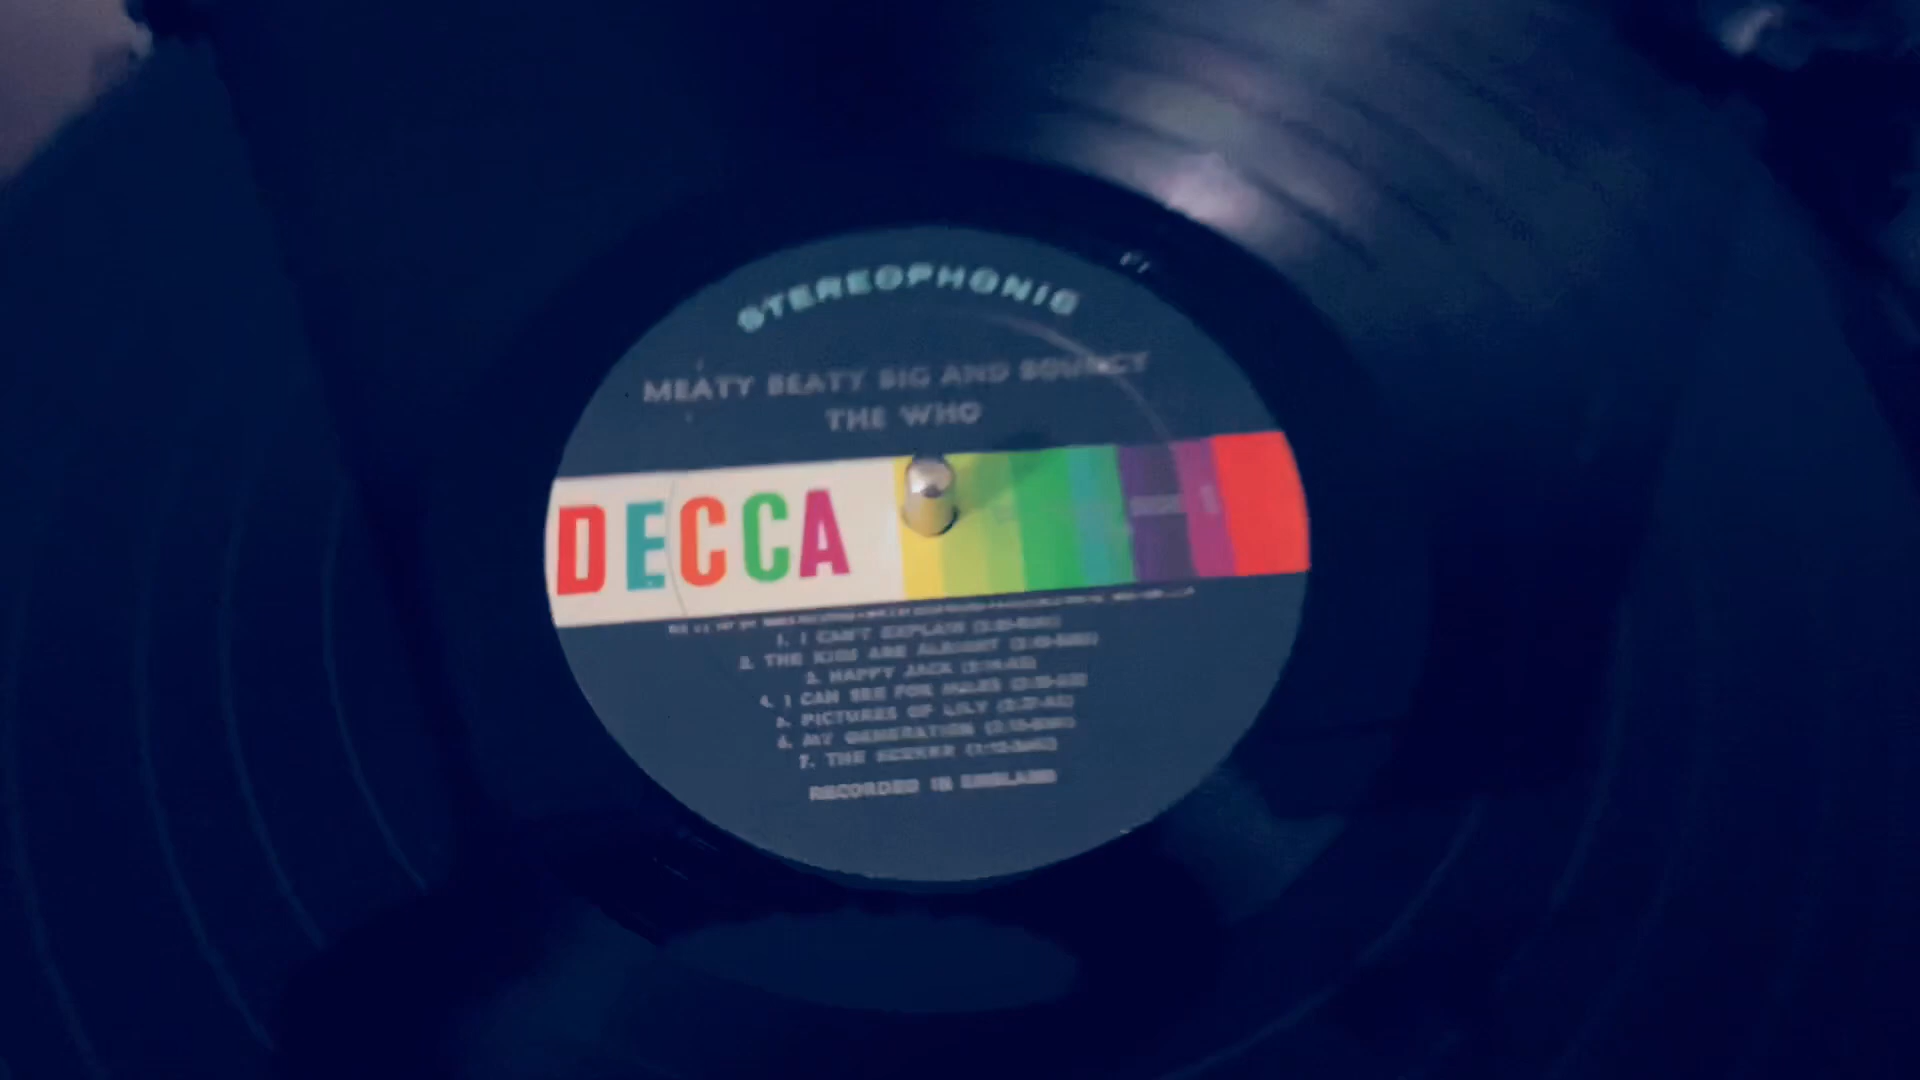 STEREOPHONIC
MEATY BEATY BIG AND BOUNCY
THE WHO
DECCA
1. I CAN'T EXPLAIN
2. THE KIDS ARE ALRIGHT
3. HAPPY JACK
4. I CAN SEE FOR MILES
5. PICTURES OF LILY
6. MY GENERATION
7. THE SEEKER
RECORDED IN ENGLAND